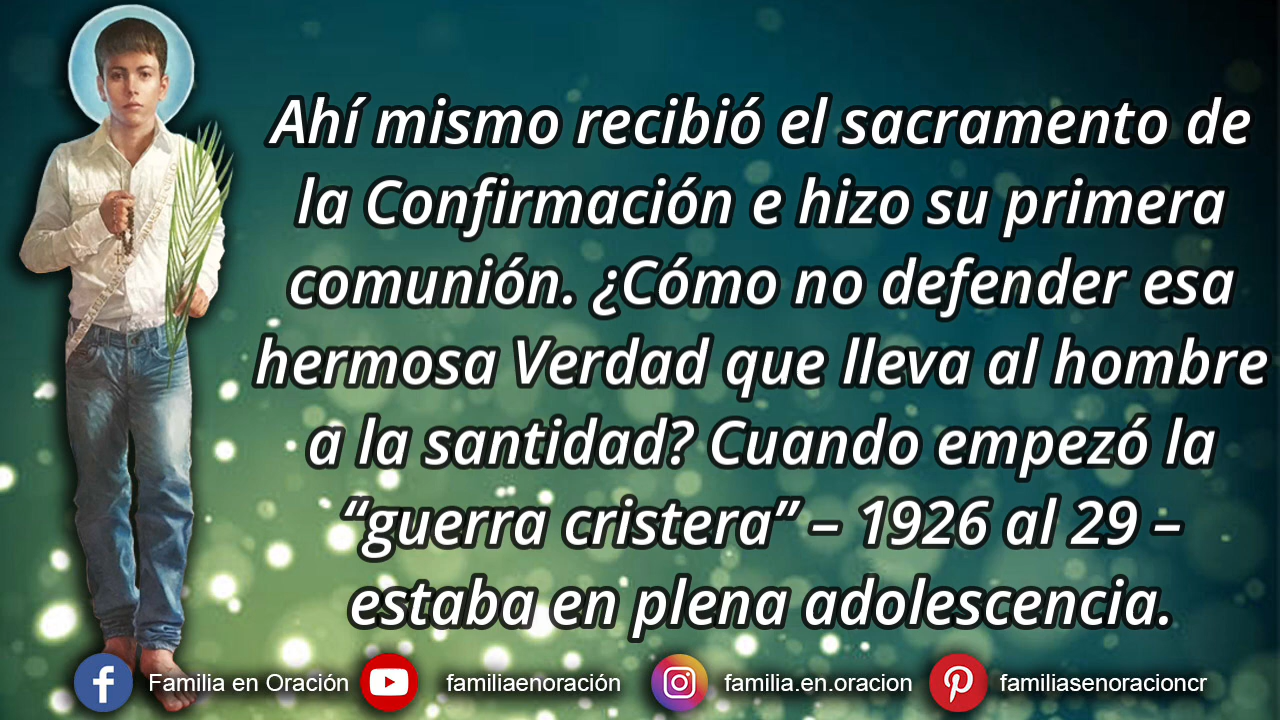 Ahí mismo recibió el sacramento de
la Confirmación e hizo su primera
comunión. ¿Cómo no defender esa
hermosa Verdad que lleva al hombre
a la santidad? Cuando empezó la
“guerra cristera” – 1926 al 29 –
estaba en plena adolescencia.
Familia en Oración
familiaenoración
familia.en.oracion
familiasenoracioncr